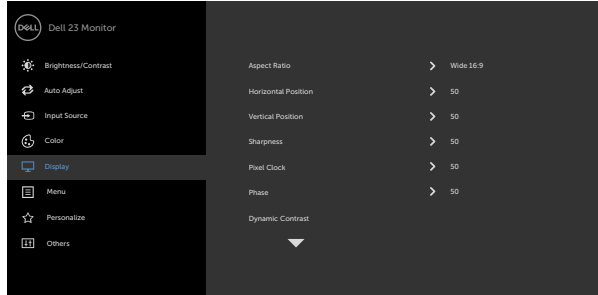 DELL Dell 23 Monitor
Brightness/Contrast
Auto Adjust
Input Source
Color
Display
Menu
Personalize
Others
Aspect Ratio Wide 16:9
Horizontal Position 50
Vertical Position 50
Sharpness 50
Pixel Clock 50
Phase 50
Dynamic Contrast